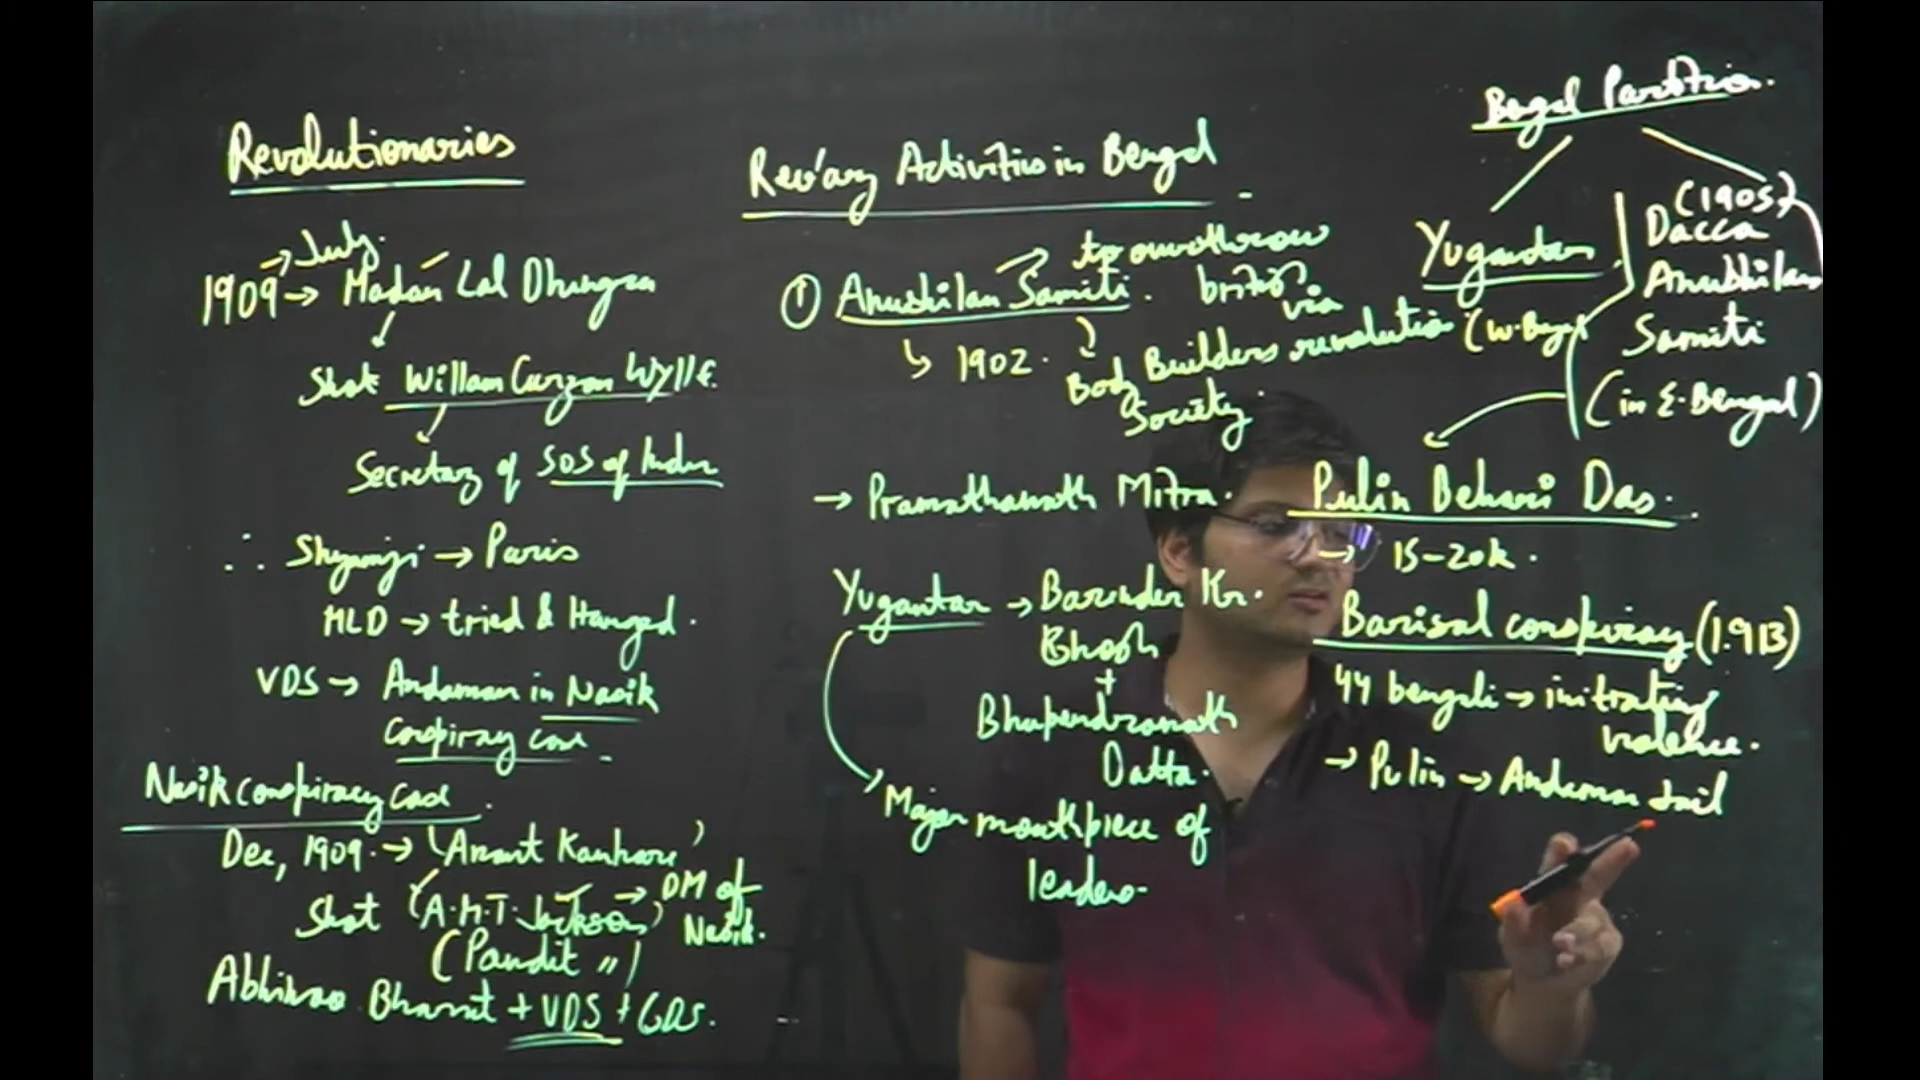 Revolutionaries
→ July.
1909 → Madan Lal Dhingra
Shot William Curzon Wylle.
Secretary of SOS of India
∴ Shyamji → Paris
MLD → tried & Hanged.
VDS → Andaman in Nasik
conspiracy case.
Nasik conspiracy case.
Dec, 1909. → 'Anant Kanhare'
Shot (A.M.T. Jackson) → DM of
Nasik.
(Pandit ")
Abhinav Bharat + VDS + GDS.
Rev'ary Activities in Bengal
① Anushilan Samiti. → to overthrow
british via
revolution
↳ 1902.
Body Builders
Society.
→ Pramathanath Mitra.
Yugantar → Barinder Kr.
Ghosh
+
Bhupendranath
Datta.
Major mouthpiece of
leaders.
Bengal Partition.
Yugantar
(W. Beng)
(1905)
Dacca
Anushilan
Samiti
(in E. Bengal)
Pulin Behari Das.
→ 15-20k.
Barisal conspiracy (1913)
44 bengali → initiating
violence.
→ Pulin → Andaman Jail